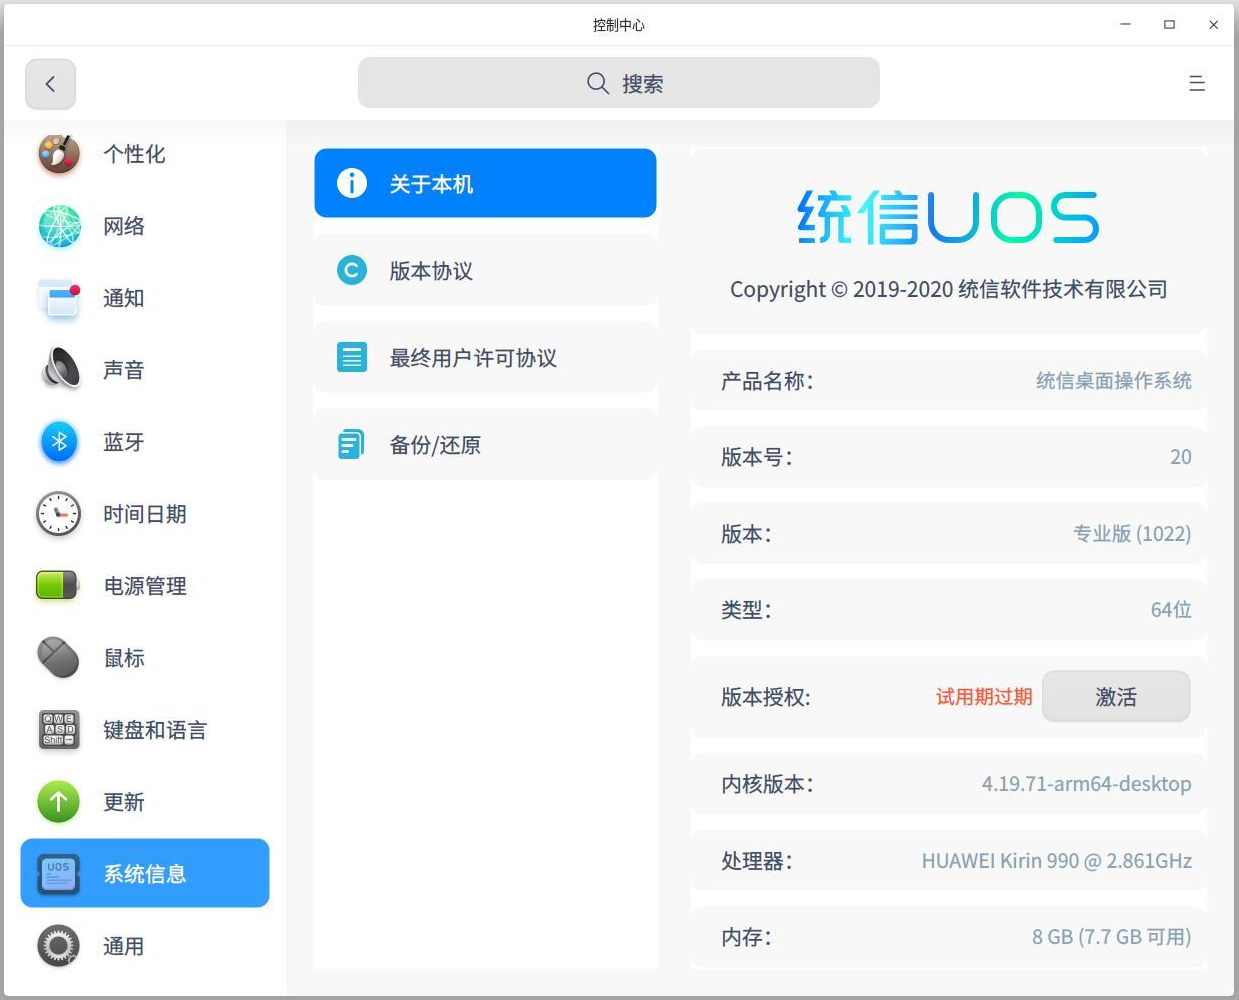 控制中心
搜索
个性化
网络
通知
声音
蓝牙
时间日期
电源管理
鼠标
键盘和语言
更新
系统信息
通用
关于本机
版本协议
最终用户许可协议
备份/还原
统信UOS
Copyright © 2019-2020 统信软件技术有限公司
产品名称： 统信桌面操作系统
版本号： 20
版本： 专业版 (1022)
类型： 64位
版本授权: 试用期过期 激活
内核版本： 4.19.71-arm64-desktop
处理器： HUAWEI Kirin 990 @ 2.861GHz
内存： 8 GB (7.7 GB 可用)